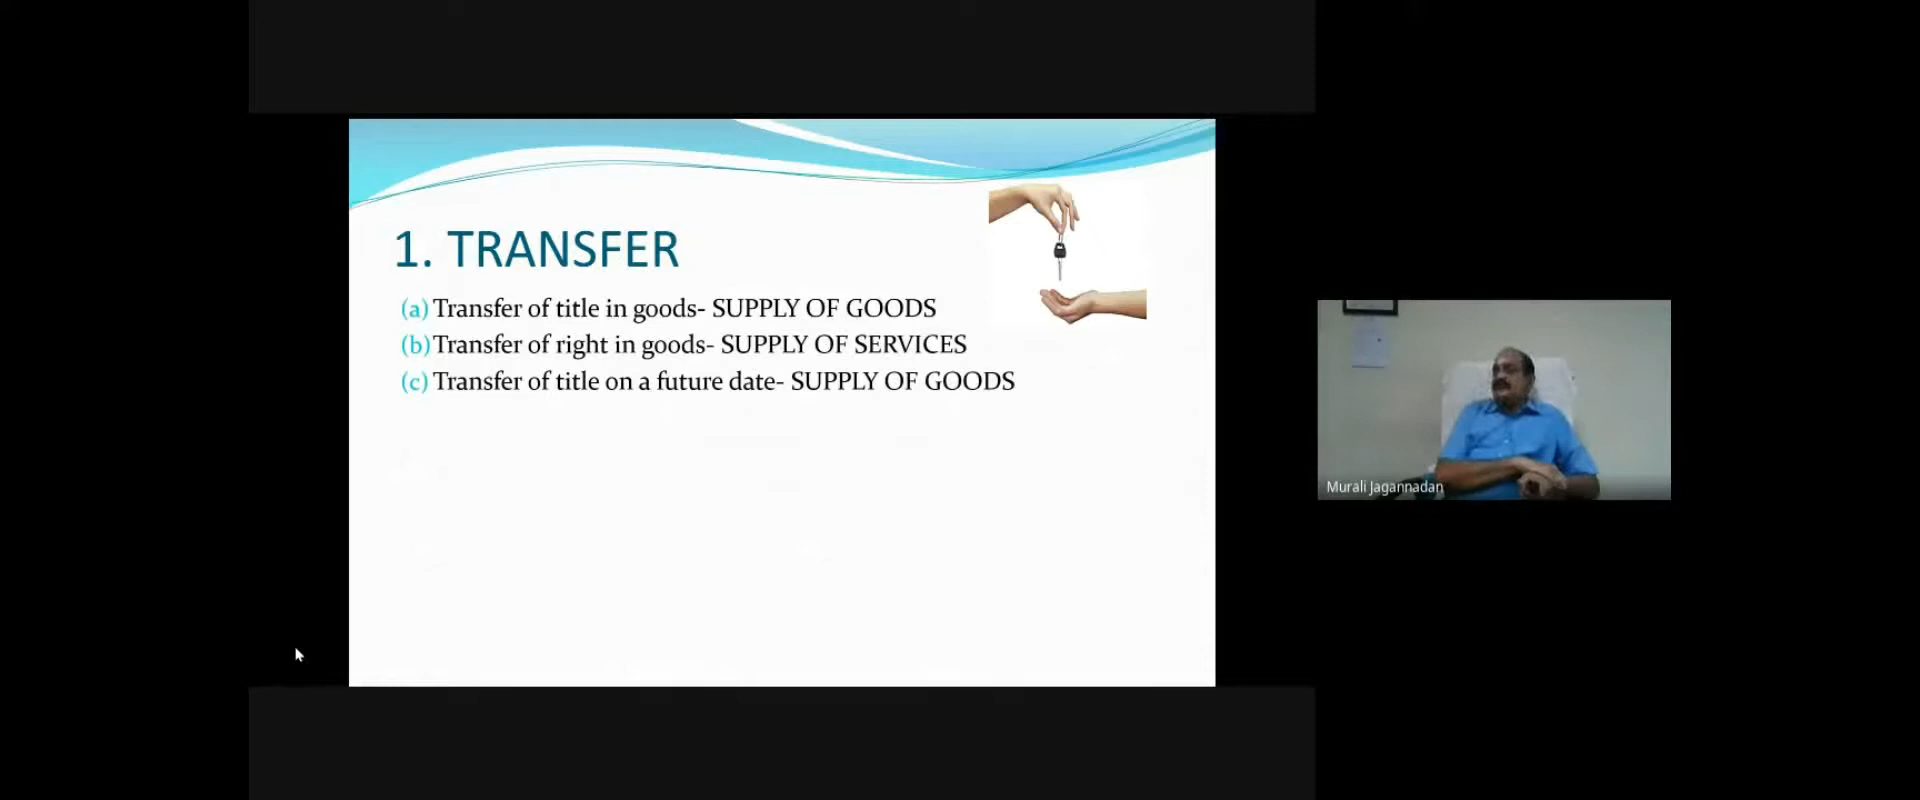 1. TRANSFER
(a) Transfer of title in goods- SUPPLY OF GOODS
(b) Transfer of right in goods- SUPPLY OF SERVICES
(c) Transfer of title on a future date- SUPPLY OF GOODS
Murali Jagannadan